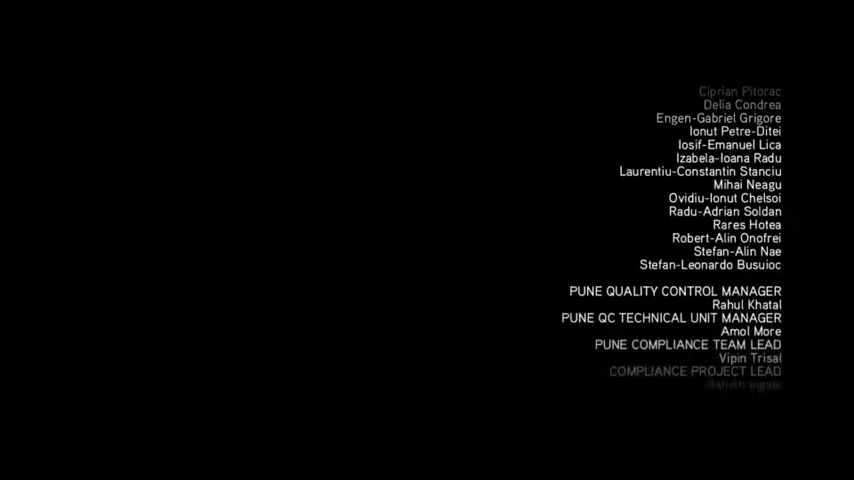 Ciprian Pitorac
Delia Condrea
Engen-Gabriel Grigore
Ionut Petre-Ditei
Iosif-Emanuel Lica
Izabela-Ioana Radu
Laurentiu-Constantin Stanciu
Mihai Neagu
Ovidiu-Ionut Chelsoi
Radu-Adrian Soldan
Rares Hotea
Robert-Alin Onofrei
Stefan-Alin Nae
Stefan-Leonardo Busuioc
PUNE QUALITY CONTROL MANAGER
Rahul Khatal
PUNE QC TECHNICAL UNIT MANAGER
Amol More
PUNE COMPLIANCE TEAM LEAD
Vipin Trisal
COMPLIANCE PROJECT LEAD